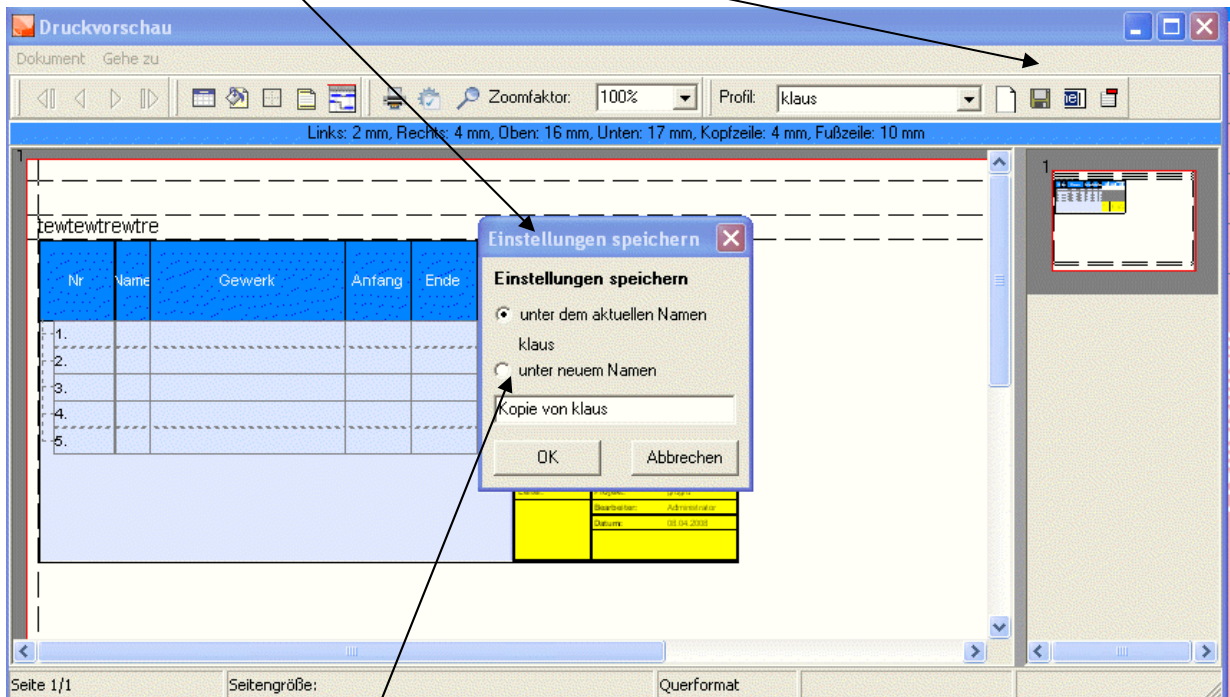 Druckvorschau
Dokument Gehe zu
Zoomfaktor: 100% Profil: klaus
Links: 2 mm, Rechts: 4 mm, Oben: 16 mm, Unten: 17 mm, Kopfzeile: 4 mm, Fußzeile: 10 mm
1
1
tewtewtrewtre
Nr Name Gewerk Anfang Ende
1.
2.
3.
4.
5.
Einstellungen speichern
Einstellungen speichern
unter dem aktuellen Namen
klaus
unter neuem Namen
Kopie von klaus
OK Abbrechen
Projekt:
Bearbeiter: Administrator
Datum: 08.04.2008
Seite 1/1 Seitengröße: Querformat